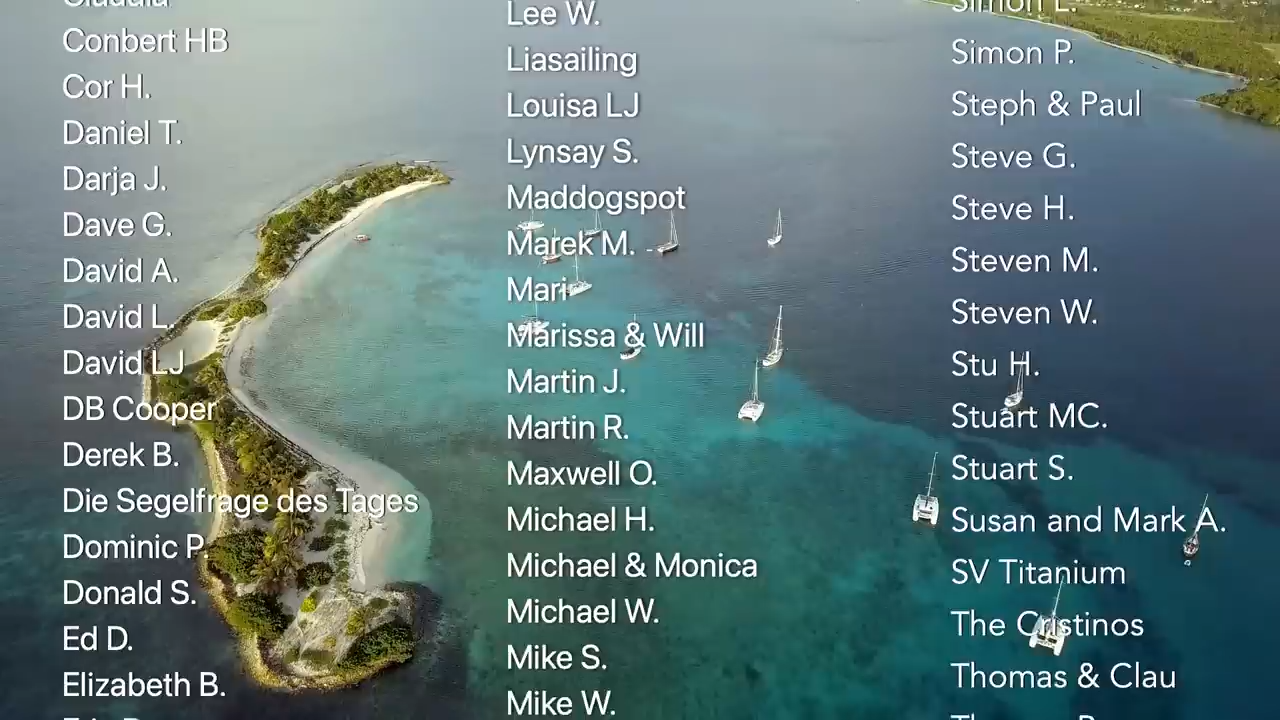 Claudia
Conbert HB
Cor H.
Daniel T.
Darja J.
Dave G.
David A.
David L.
David LJ
DB Cooper
Derek B.
Die Segelfrage des Tages
Dominic P.
Donald S.
Ed D.
Elizabeth B.
Lee W.
Liasailing
Louisa LJ
Lynsay S.
Maddogspot
Marek M.
Mari
Marissa & Will
Martin J.
Martin R.
Maxwell O.
Michael H.
Michael & Monica
Michael W.
Mike S.
Mike W.
Simon L.
Simon P.
Steph & Paul
Steve G.
Steve H.
Steven M.
Steven W.
Stu H.
Stuart MC.
Stuart S.
Susan and Mark A.
SV Titanium
The Cristinos
Thomas & Clau